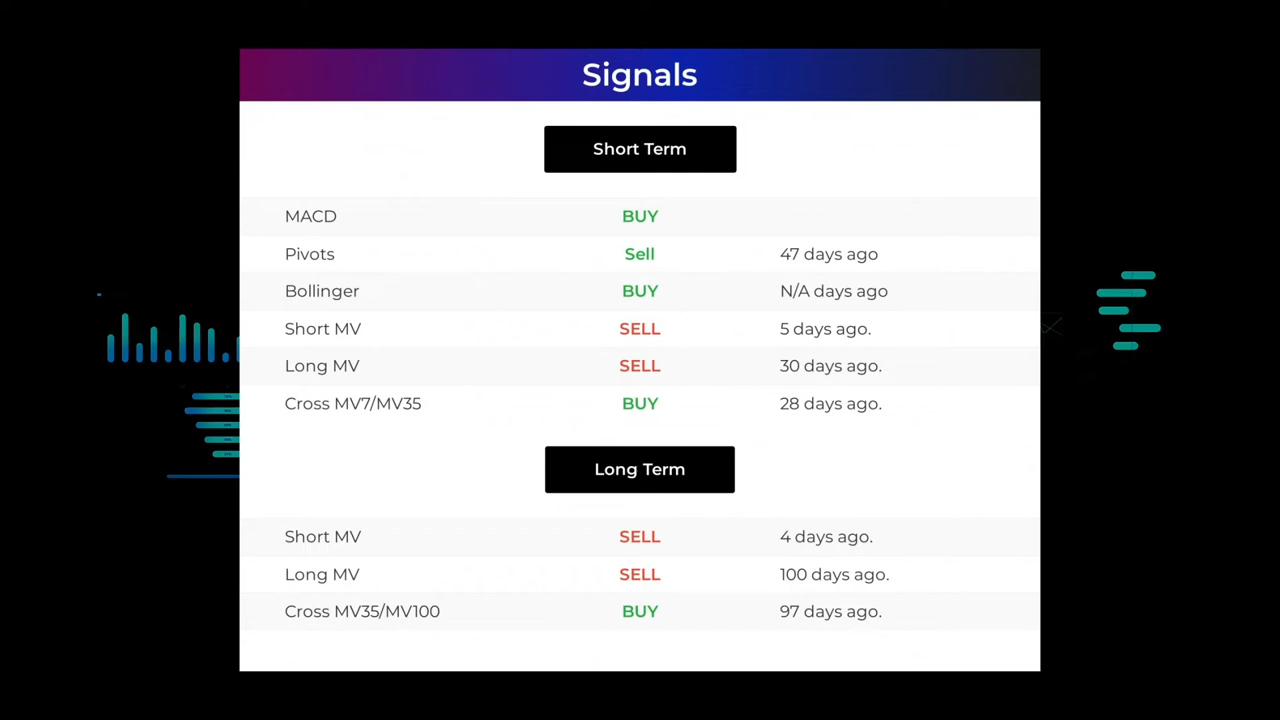 Signals
Short Term
MACD BUY
Pivots Sell 47 days ago
Bollinger BUY N/A days ago
Short MV SELL 5 days ago.
Long MV SELL 30 days ago.
Cross MV7/MV35 BUY 28 days ago.
Long Term
Short MV SELL 4 days ago.
Long MV SELL 100 days ago.
Cross MV35/MV100 BUY 97 days ago.